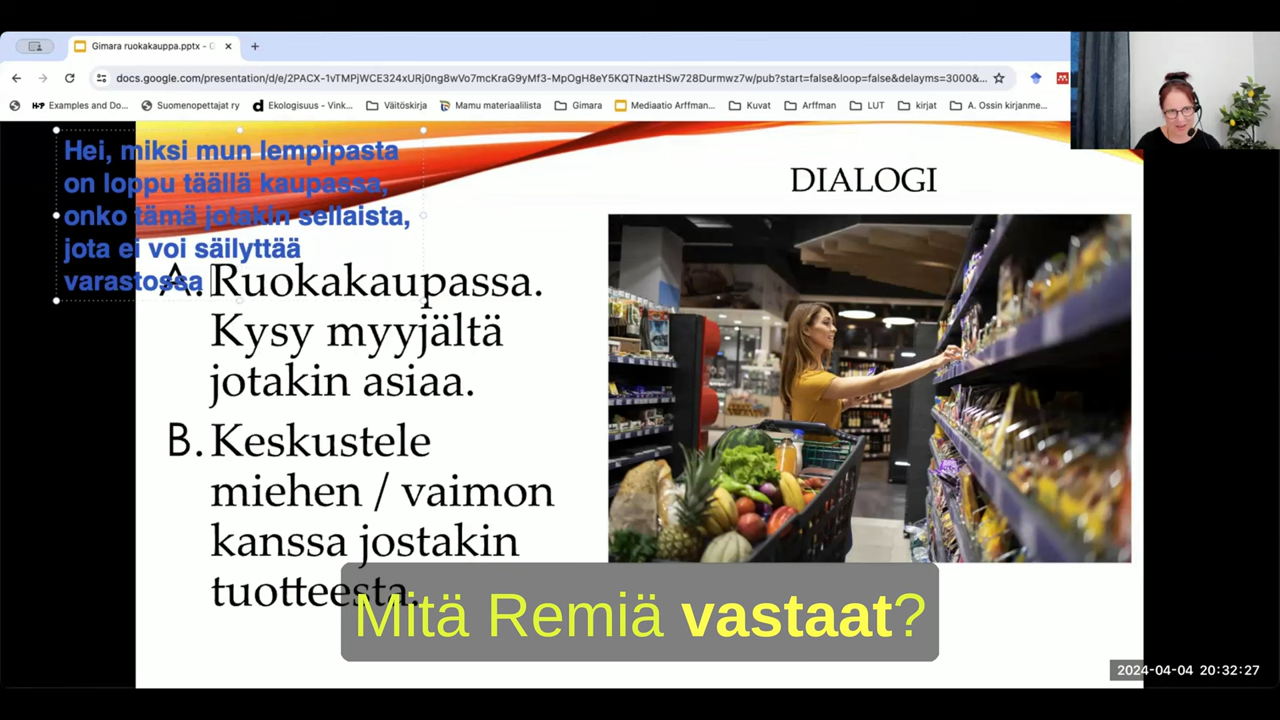 Gimara ruokakauppa.pptx - G
docs.google.com/presentation/d/e/2PACX-1vTMPjWCE324xURj0ng8wVo7mcKraG9yMf3-MpOgH8eY5KQTNaztHSw728Durmwz7w/pub?start=false&loop=false&delayms=3000&...
Examples and Do... Suomenopettajat ry Ekologisuus - Vink... Väitöskirja Mamu materiaalilista Gimara Mediaatio Arffman... Kuvat Arffman LUT kirjat A. Ossin kirjanme...
Hei, miksi mun lempipasta
on loppu täällä kaupassa,
onko tämä jotakin sellaista,
jota ei voi säilyttää
varastossa
DIALOGI
A. Ruokakaupassa.
Kysy myyjältä
jotakin asiaa.
B. Keskustele
miehen / vaimon
kanssa jostakin
tuotteesta.
Mitä Remiä vastaat?
2024-04-04 20:32:27